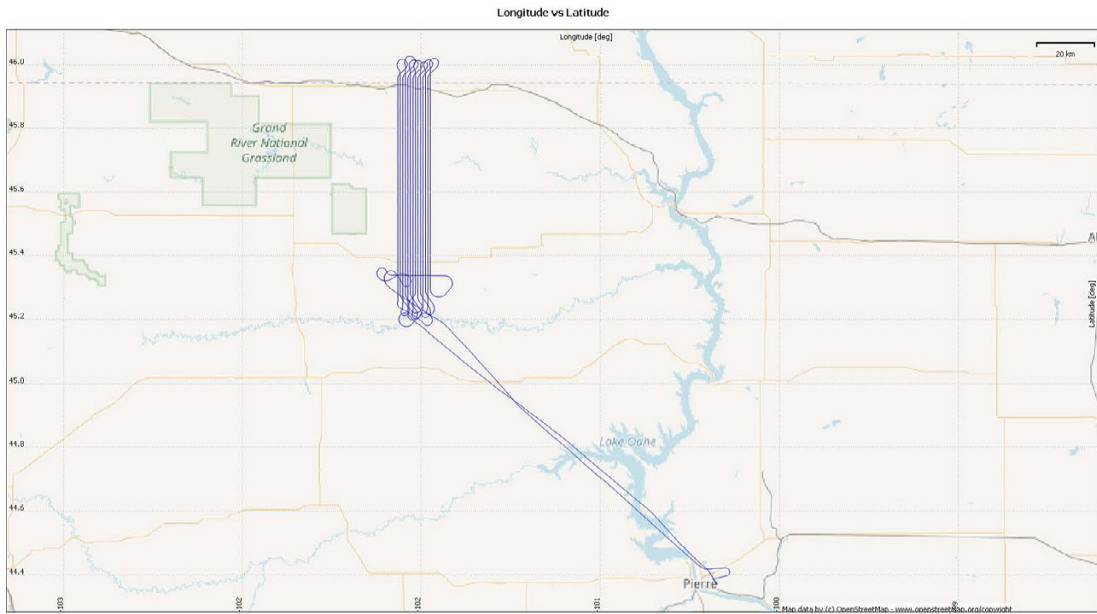 Longitude vs Latitude
Longitude [deg]
20 km
46.0
45.8
Grand
River National
Grassland
45.6
45.4
Latitude [deg]
45.2
45.0
44.8
Lake Oahe
44.6
44.4
Pierre
-103
-102
-102
-101
-100
-99
Map data by (c) OpenStreetMap - www.openstreetmap.org/copyright